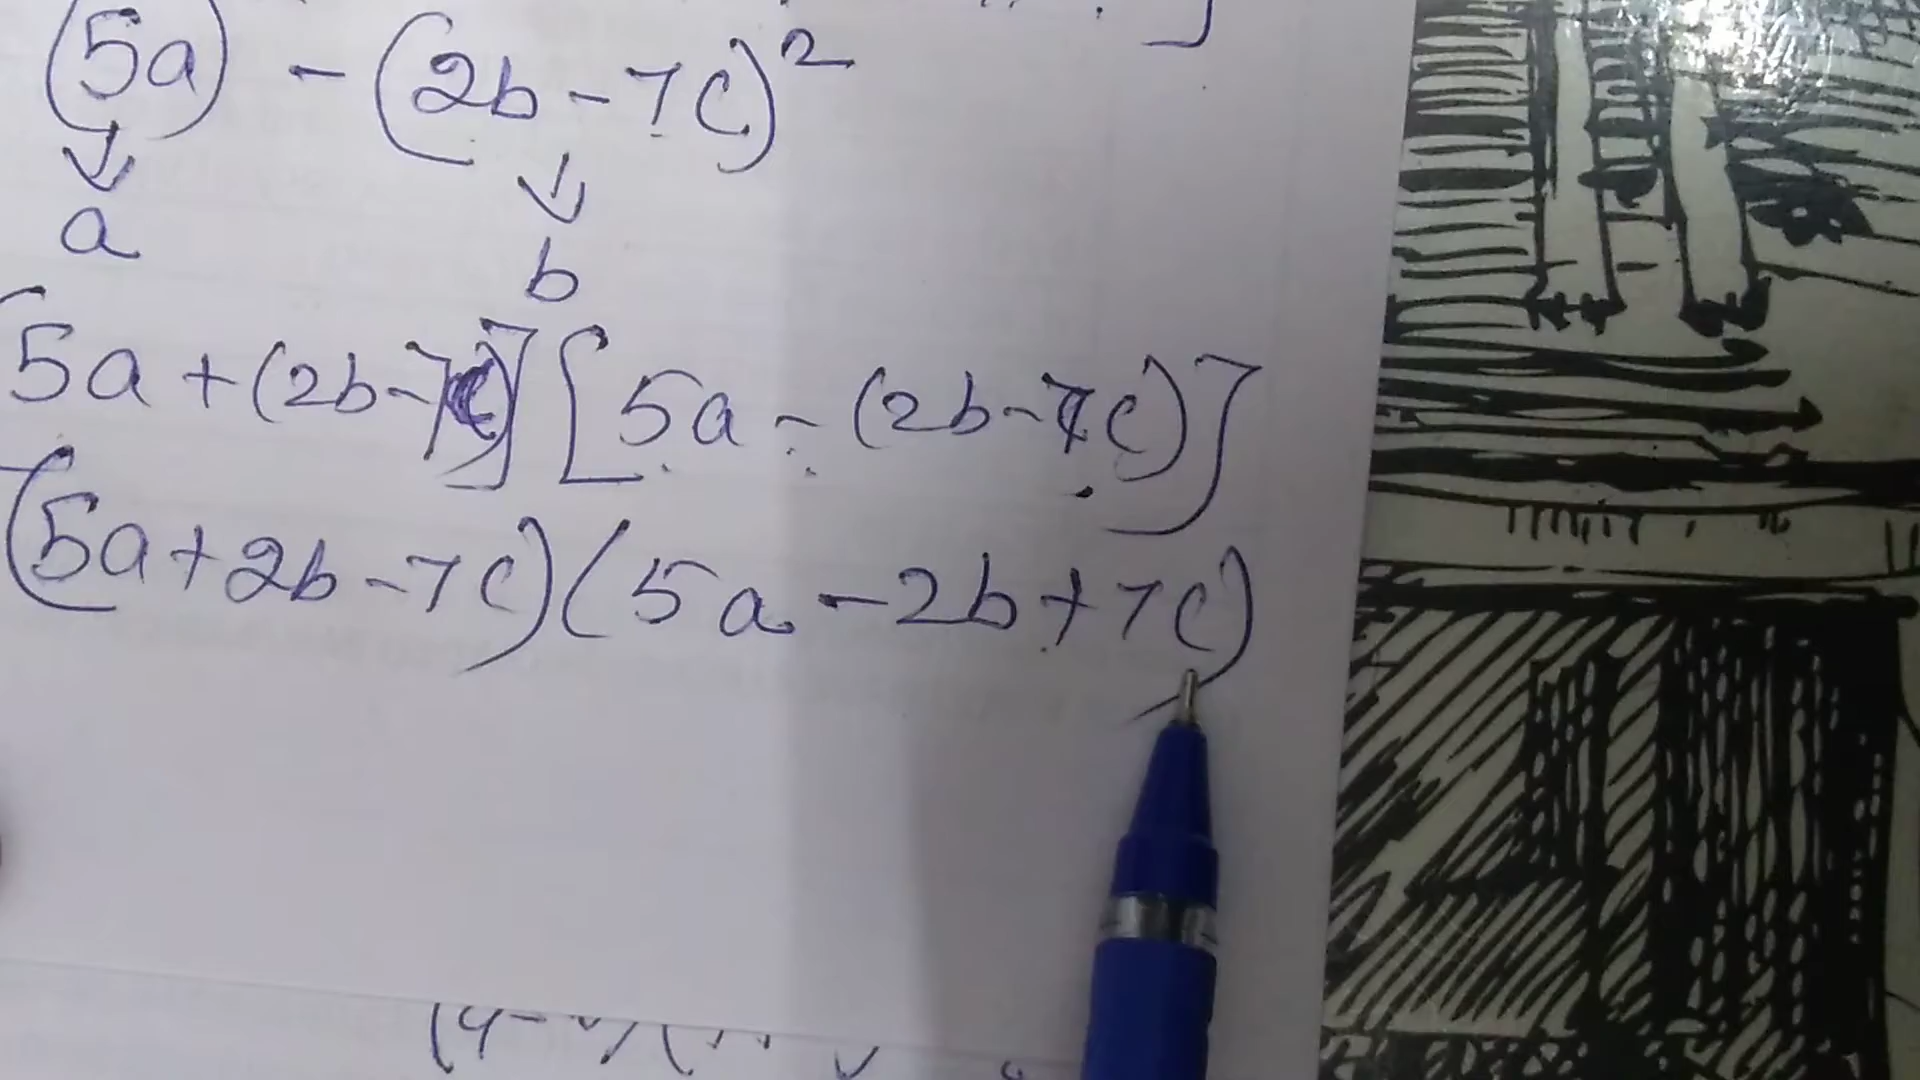 (5a) - (2b - 7c)²
a
b
5a + (2b - 7c)] [5a - (2b - 7c)]
(5a + 2b - 7c) (5a - 2b + 7c)